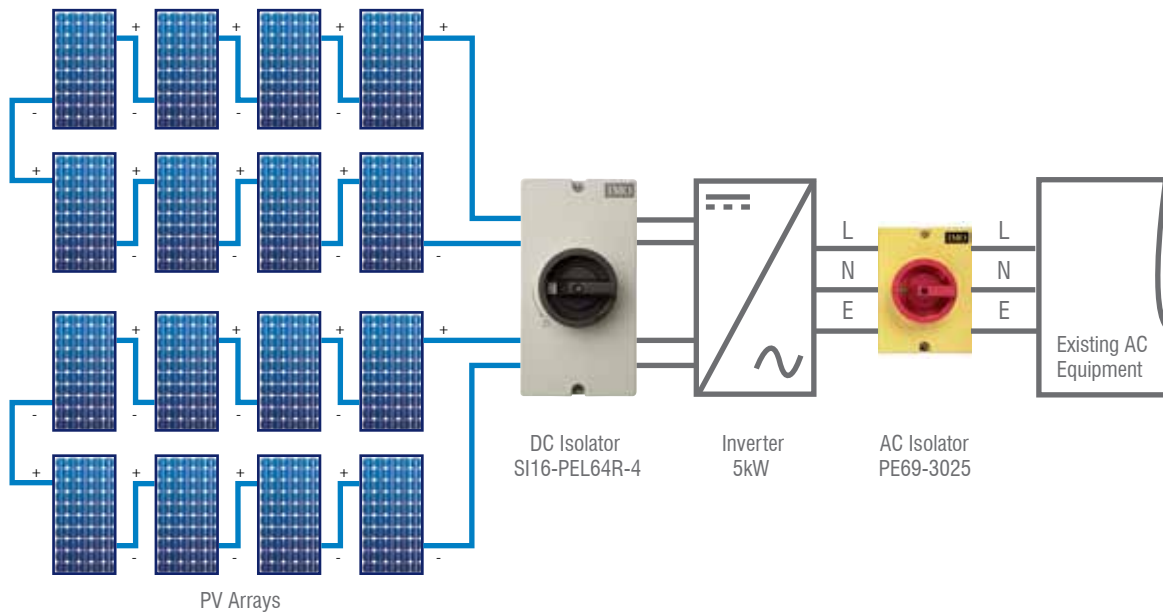 + + + +
- - - -
+ + + +
- - - -
+ + + +
- - - -
+ + + +
- - - -
IMO
L
N
E
IMO
L
N
E
Existing AC
Equipment
DC Isolator
SI16-PEL64R-4
Inverter
5kW
AC Isolator
PE69-3025
PV Arrays